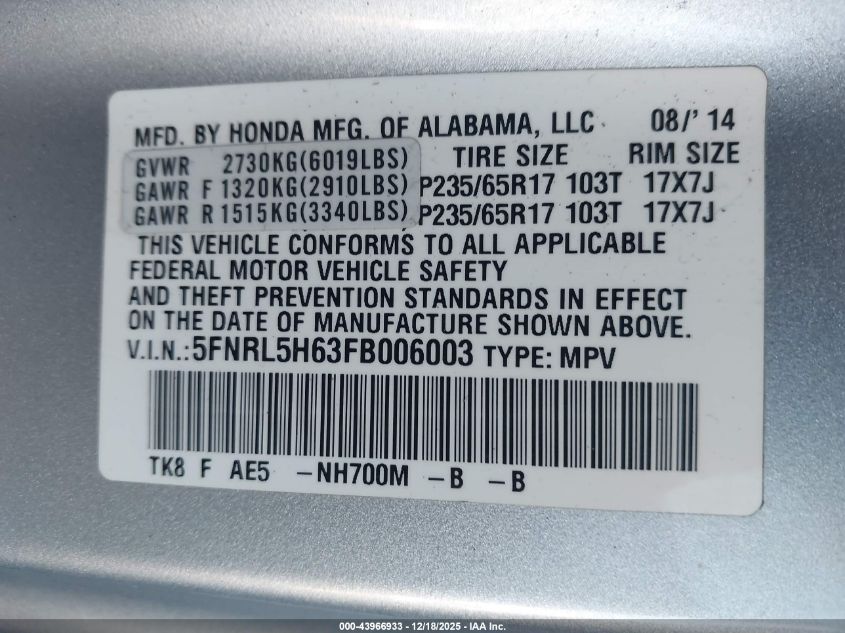 MFD. BY HONDA MFG. OF ALABAMA, LLC 08/' 14
GVWR 2730KG(6019LBS) TIRE SIZE RIM SIZE
GAWR F 1320KG(2910LBS) P235/65R17 103T 17X7J
GAWR R 1515KG(3340LBS) P235/65R17 103T 17X7J
THIS VEHICLE CONFORMS TO ALL APPLICABLE
FEDERAL MOTOR VEHICLE SAFETY
AND THEFT PREVENTION STANDARDS IN EFFECT
ON THE DATE OF MANUFACTURE SHOWN ABOVE.
V.I.N.:5FNRL5H63FB006003 TYPE: MPV
TK8 F AE5 -NH700M -B -B
000-43966933 - 12/18/2025 - IAA Inc.